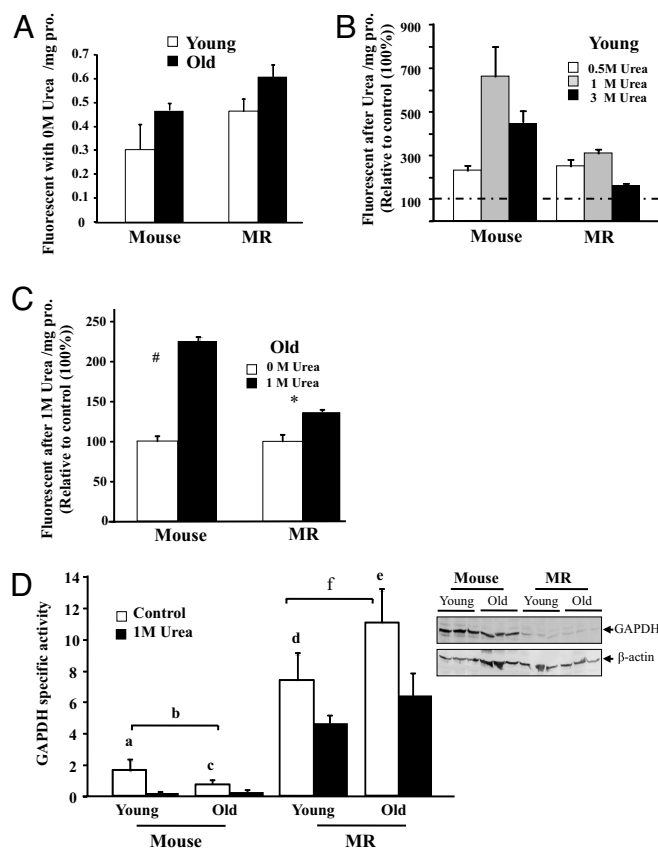 A
Fluorescent with 0M Urea /mg pro.
0.7
0.6
0.5
0.4
0.3
0.2
0.1
0
Young
Old
Mouse MR
B
Fluorescent after Urea /mg pro.
(Relative to control (100%))
900
700
500
300
100
Young
0.5M Urea
1 M Urea
3 M Urea
Mouse MR
C
Fluorescent after 1M Urea /mg pro.
(Relative to control (100%))
250
200
150
100
50
0
#
Old
0 M Urea
1 M Urea
*
Mouse MR
D
GAPDH specific activity
14
12
10
8
6
4
2
0
Control
1M Urea
a
b
c
d
f
e
Young Old Young Old
Mouse MR
Mouse MR
Young Old Young Old
GAPDH
β-actin